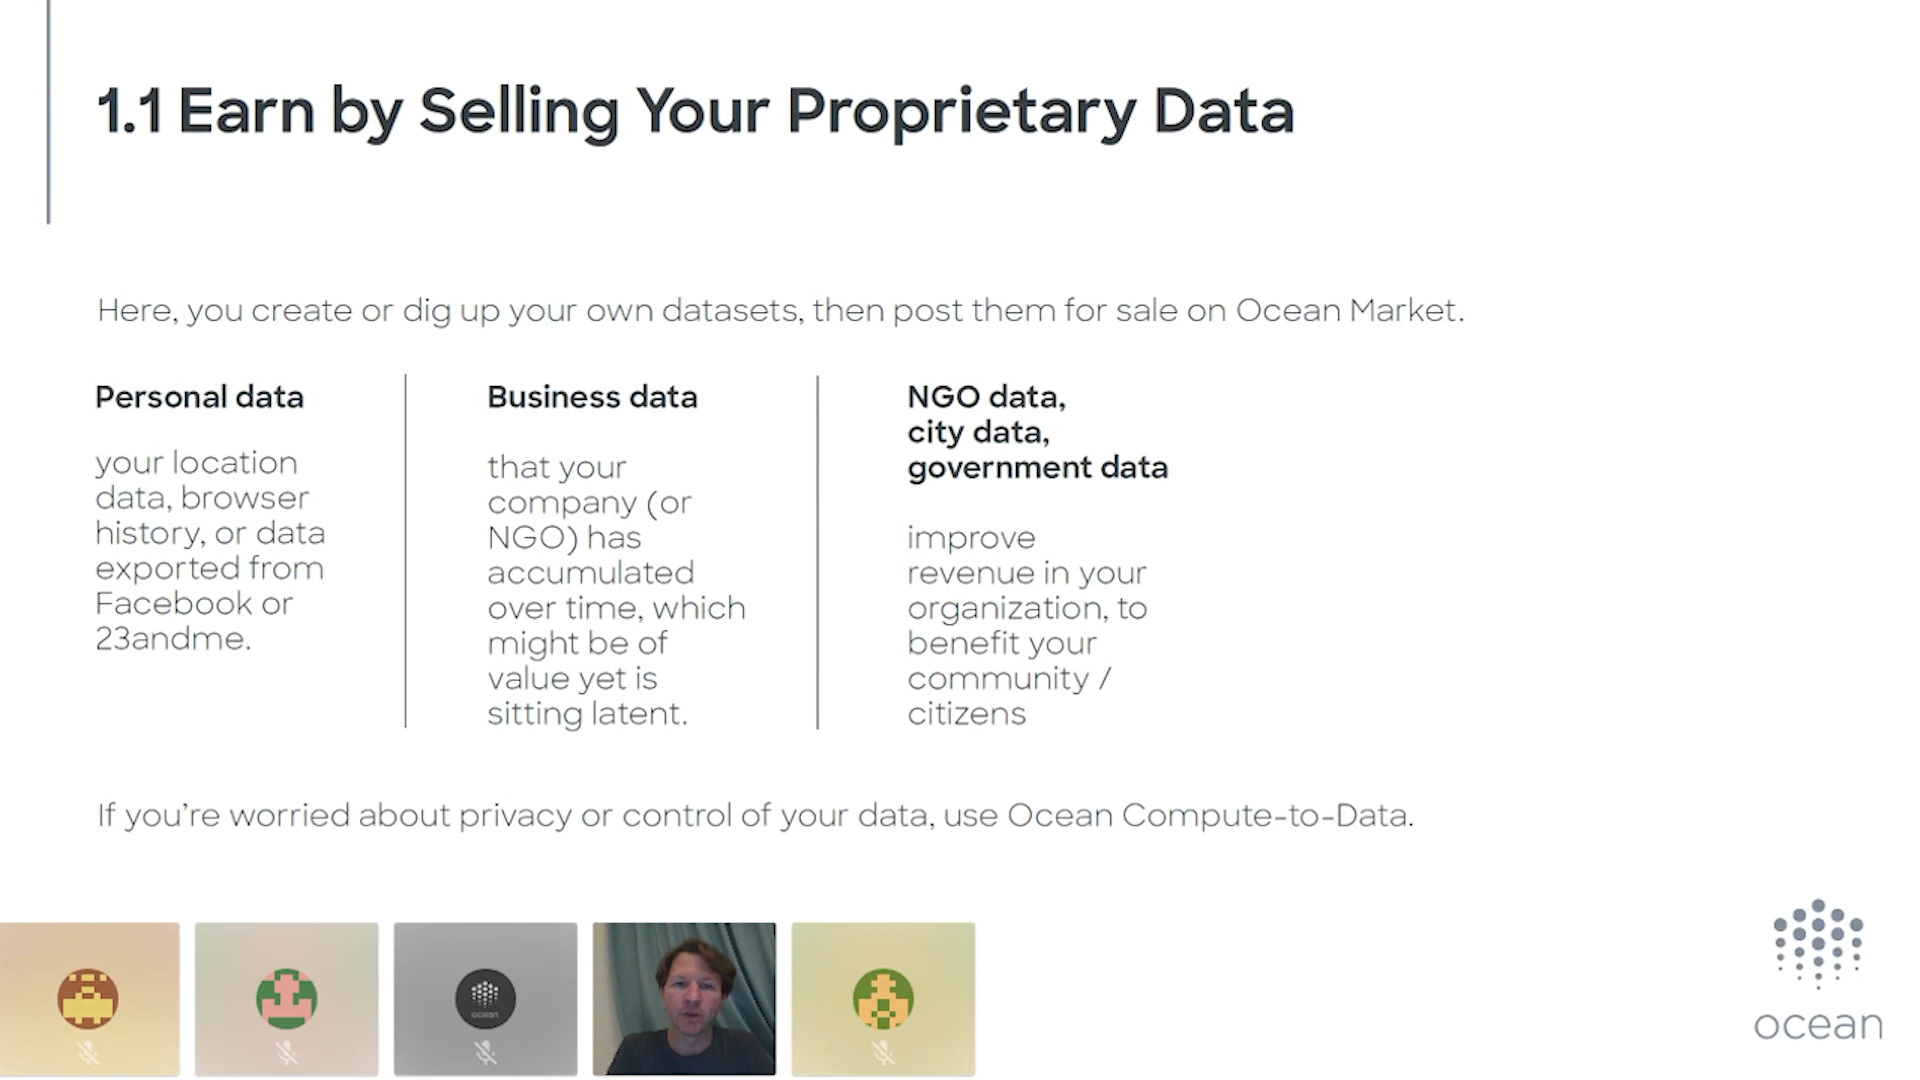 1.1 Earn by Selling Your Proprietary Data
Here, you create or dig up your own datasets, then post them for sale on Ocean Market.
Personal data
your location
data, browser
history, or data
exported from
Facebook or
23andme.
Business data
that your
company (or
NGO) has
accumulated
over time, which
might be of
value yet is
sitting latent.
NGO data,
city data,
government data
improve
revenue in your
organization, to
benefit your
community /
citizens
If you're worried about privacy or control of your data, use Ocean Compute-to-Data.
ocean
ocean